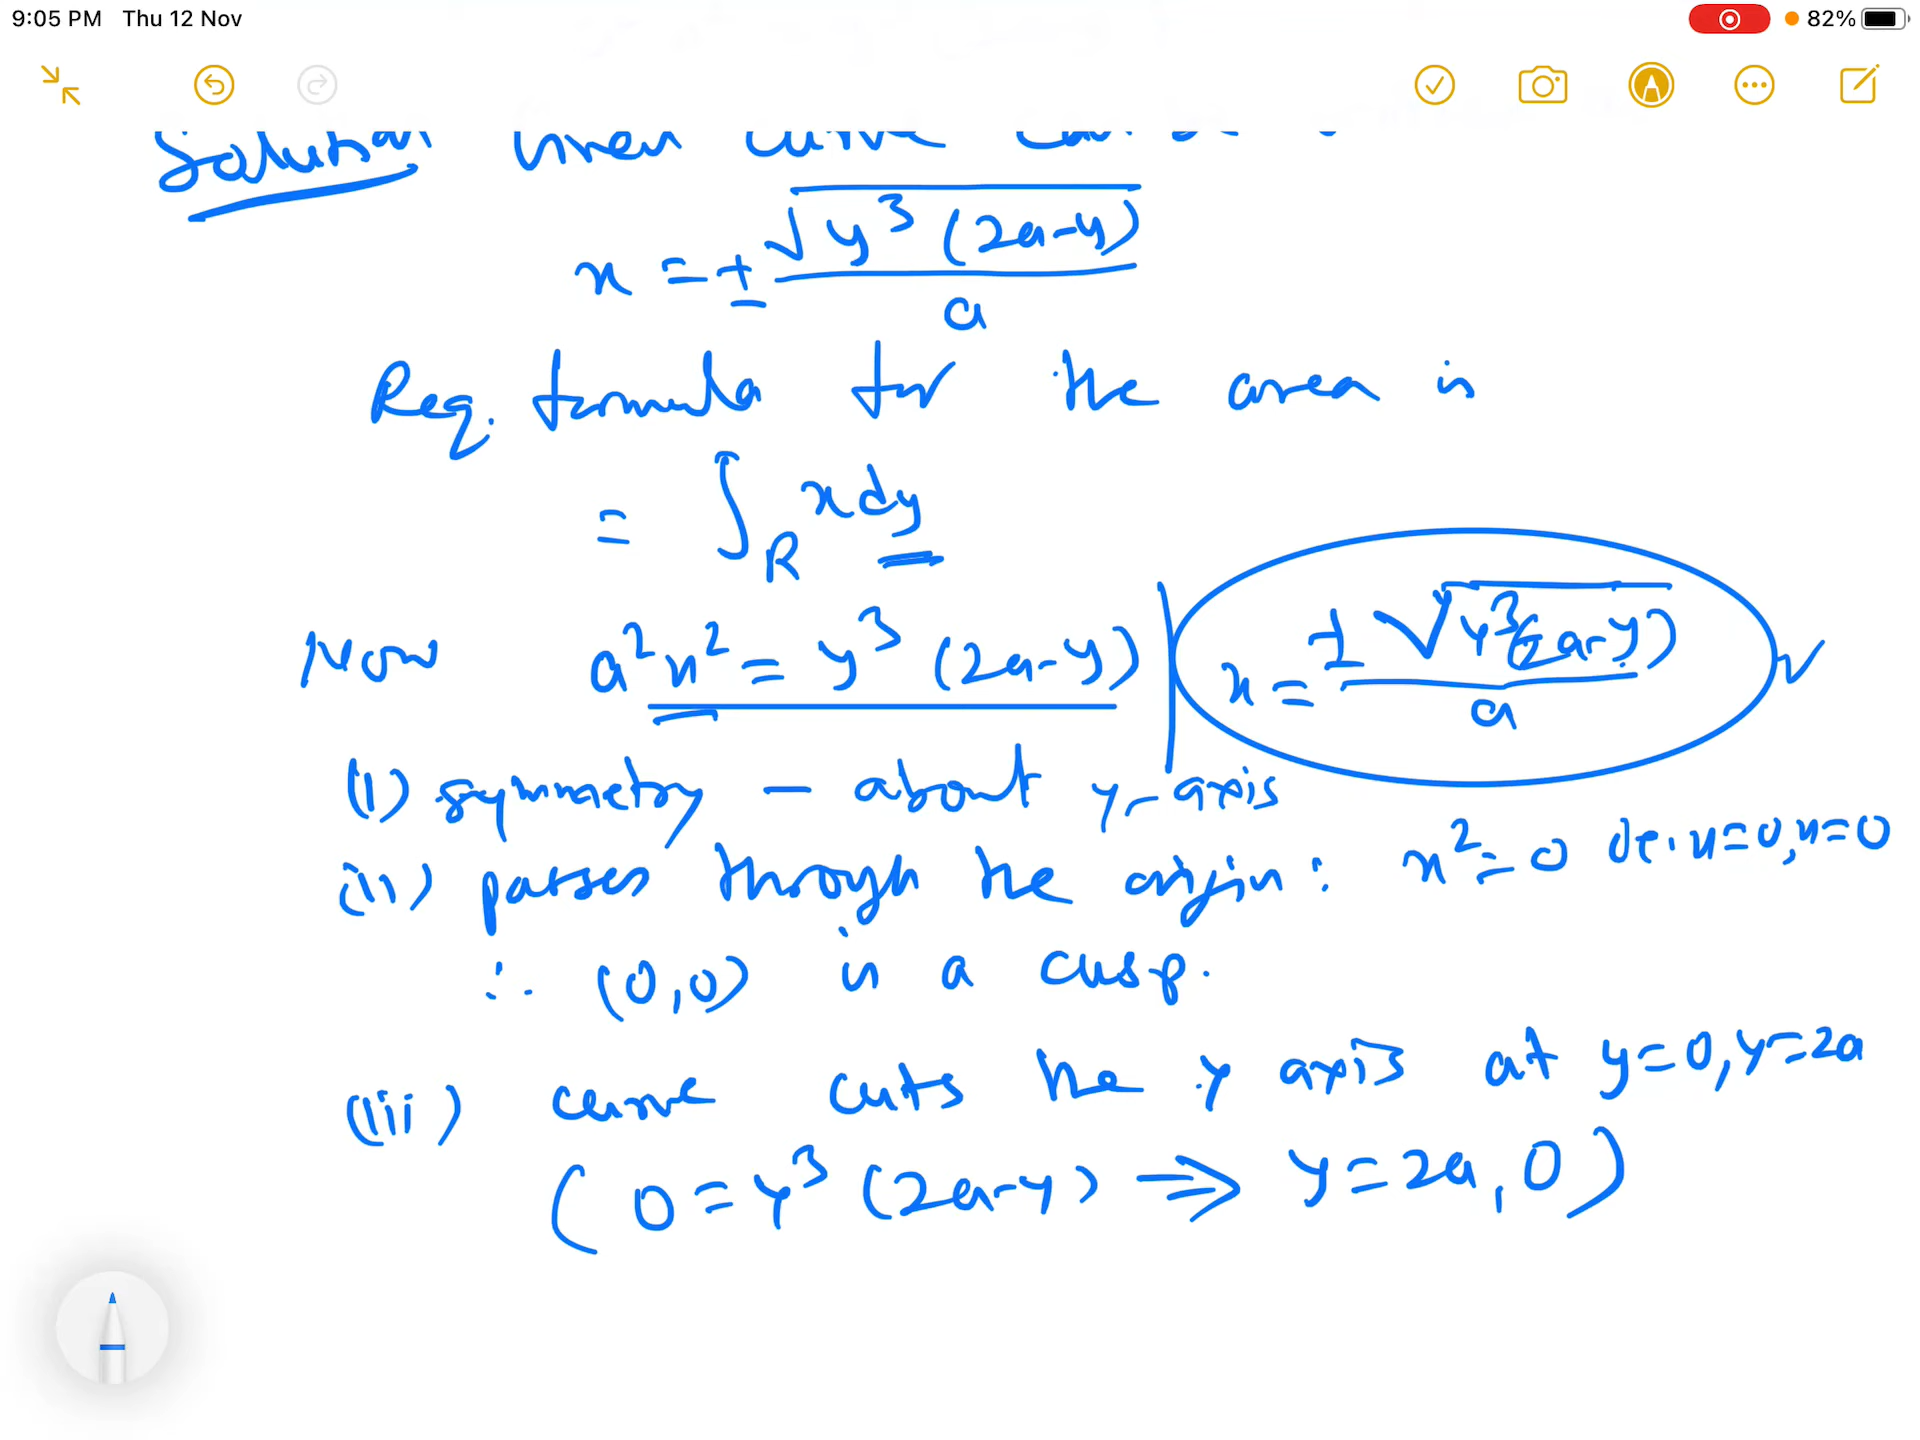 9:05 PM Thu 12 Nov 82%
Solution Given curve
x = ± √y³ (2a-y) / a
Req. formula for the area is
= ∫R x dy
Now a²x² = y³ (2a-y) | x = ± √y³(2a-y) / a
(i) symmetry - about y-axis
(ii) passes through the origin : x² = 0 x=0, x=0
∴ (0,0) is a cusp.
(iii) curve cuts the y axis at y=0, y=2a
( 0 = y³ (2a-y) ⇒ y = 2a, 0 )